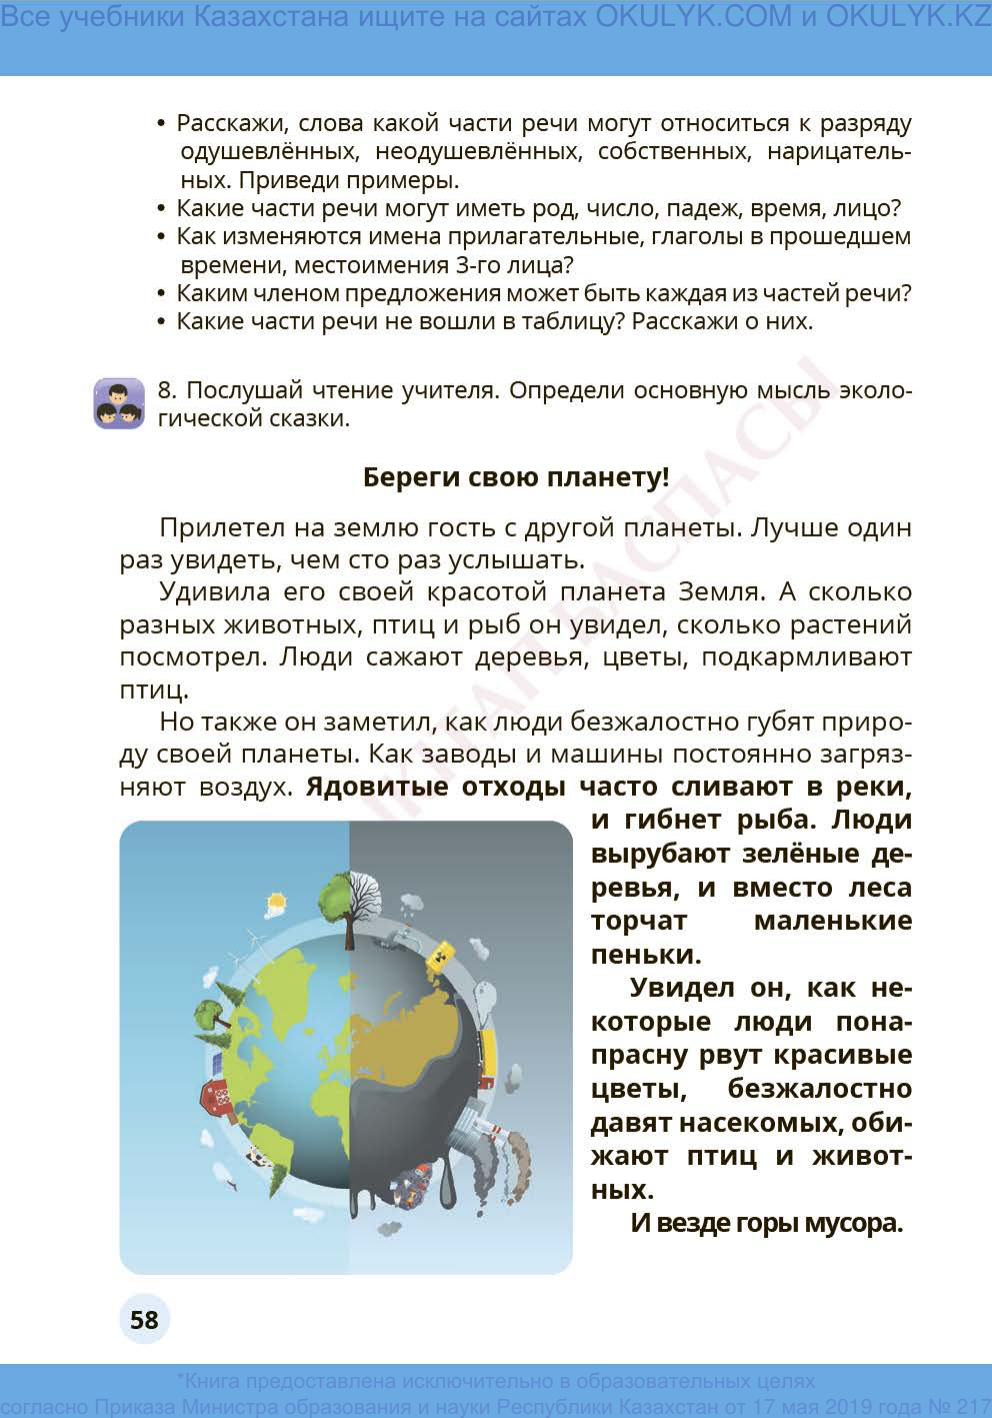 Все учебники Казахстана ищите на сайтах OKULYK.COM и OKULYK.KZ
• Расскажи, слова какой части речи могут относиться к разряду
одушевлённых, неодушевлённых, собственных, нарицатель-
ных. Приведи примеры.
• Какие части речи могут иметь род, число, падеж, время, лицо?
• Как изменяются имена прилагательные, глаголы в прошедшем
времени, местоимения 3-го лица?
• Каким членом предложения может быть каждая из частей речи?
• Какие части речи не вошли в таблицу? Расскажи о них.
8. Послушай чтение учителя. Определи основную мысль эколо-
гической сказки.
Береги свою планету!
Прилетел на землю гость с другой планеты. Лучше один
раз увидеть, чем сто раз услышать.
Удивила его своей красотой планета Земля. А сколько
разных животных, птиц и рыб он увидел, сколько растений
посмотрел. Люди сажают деревья, цветы, подкармливают
птиц.
Но также он заметил, как люди безжалостно губят приро-
ду своей планеты. Как заводы и машины постоянно загряз-
няют воздух. Ядовитые отходы часто сливают в реки,
и гибнет рыба. Люди
вырубают зелёные де-
ревья, и вместо леса
торчат маленькие
пеньки.
Увидел он, как не-
которые люди пона-
прасну рвут красивые
цветы, безжалостно
давят насекомых, оби-
жают птиц и живот-
ных.
И везде горы мусора.
58
*Книга предоставлена исключительно в образовательных целях
согласно Приказа Министра образования и науки Республики Казахстан от 17 мая 2019 года № 217